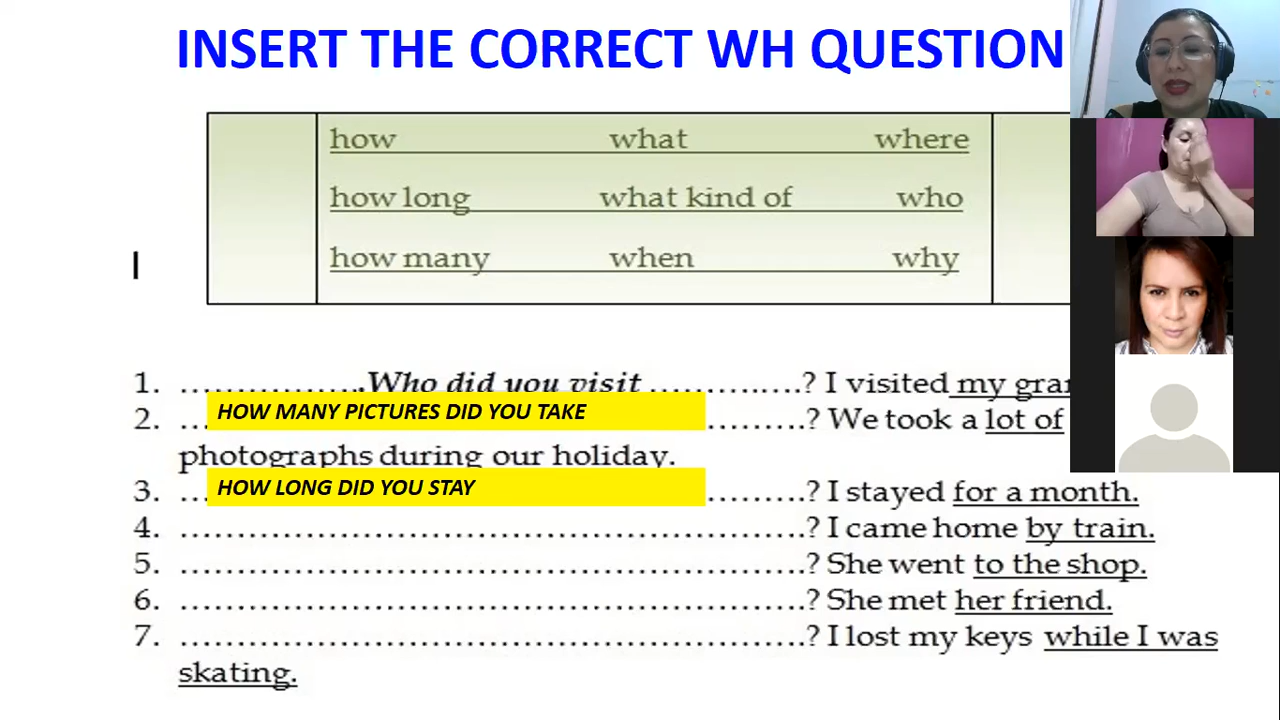 INSERT THE CORRECT WH QUESTION
how what where
how long what kind of who
how many when why
1. ……………..Who did you visit ……………..? I visited my
2. … HOW MANY PICTURES DID YOU TAKE ………..? We took a lot of
photographs during our holiday.
3. … HOW LONG DID YOU STAY ………..? I stayed for a month.
4. ……………………………………………………………..? I came home by train.
5. ……………………………………………………………..? She went to the shop.
6. ……………………………………………………………..? She met her friend.
7. ……………………………………………………………..? I lost my keys while I was
skating.